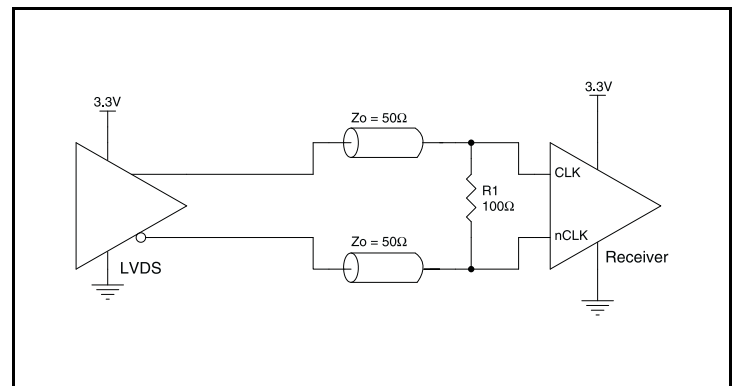 3.3V
3.3V
Zo = 50Ω
CLK
R1
100Ω
nCLK
Zo = 50Ω
LVDS
Receiver